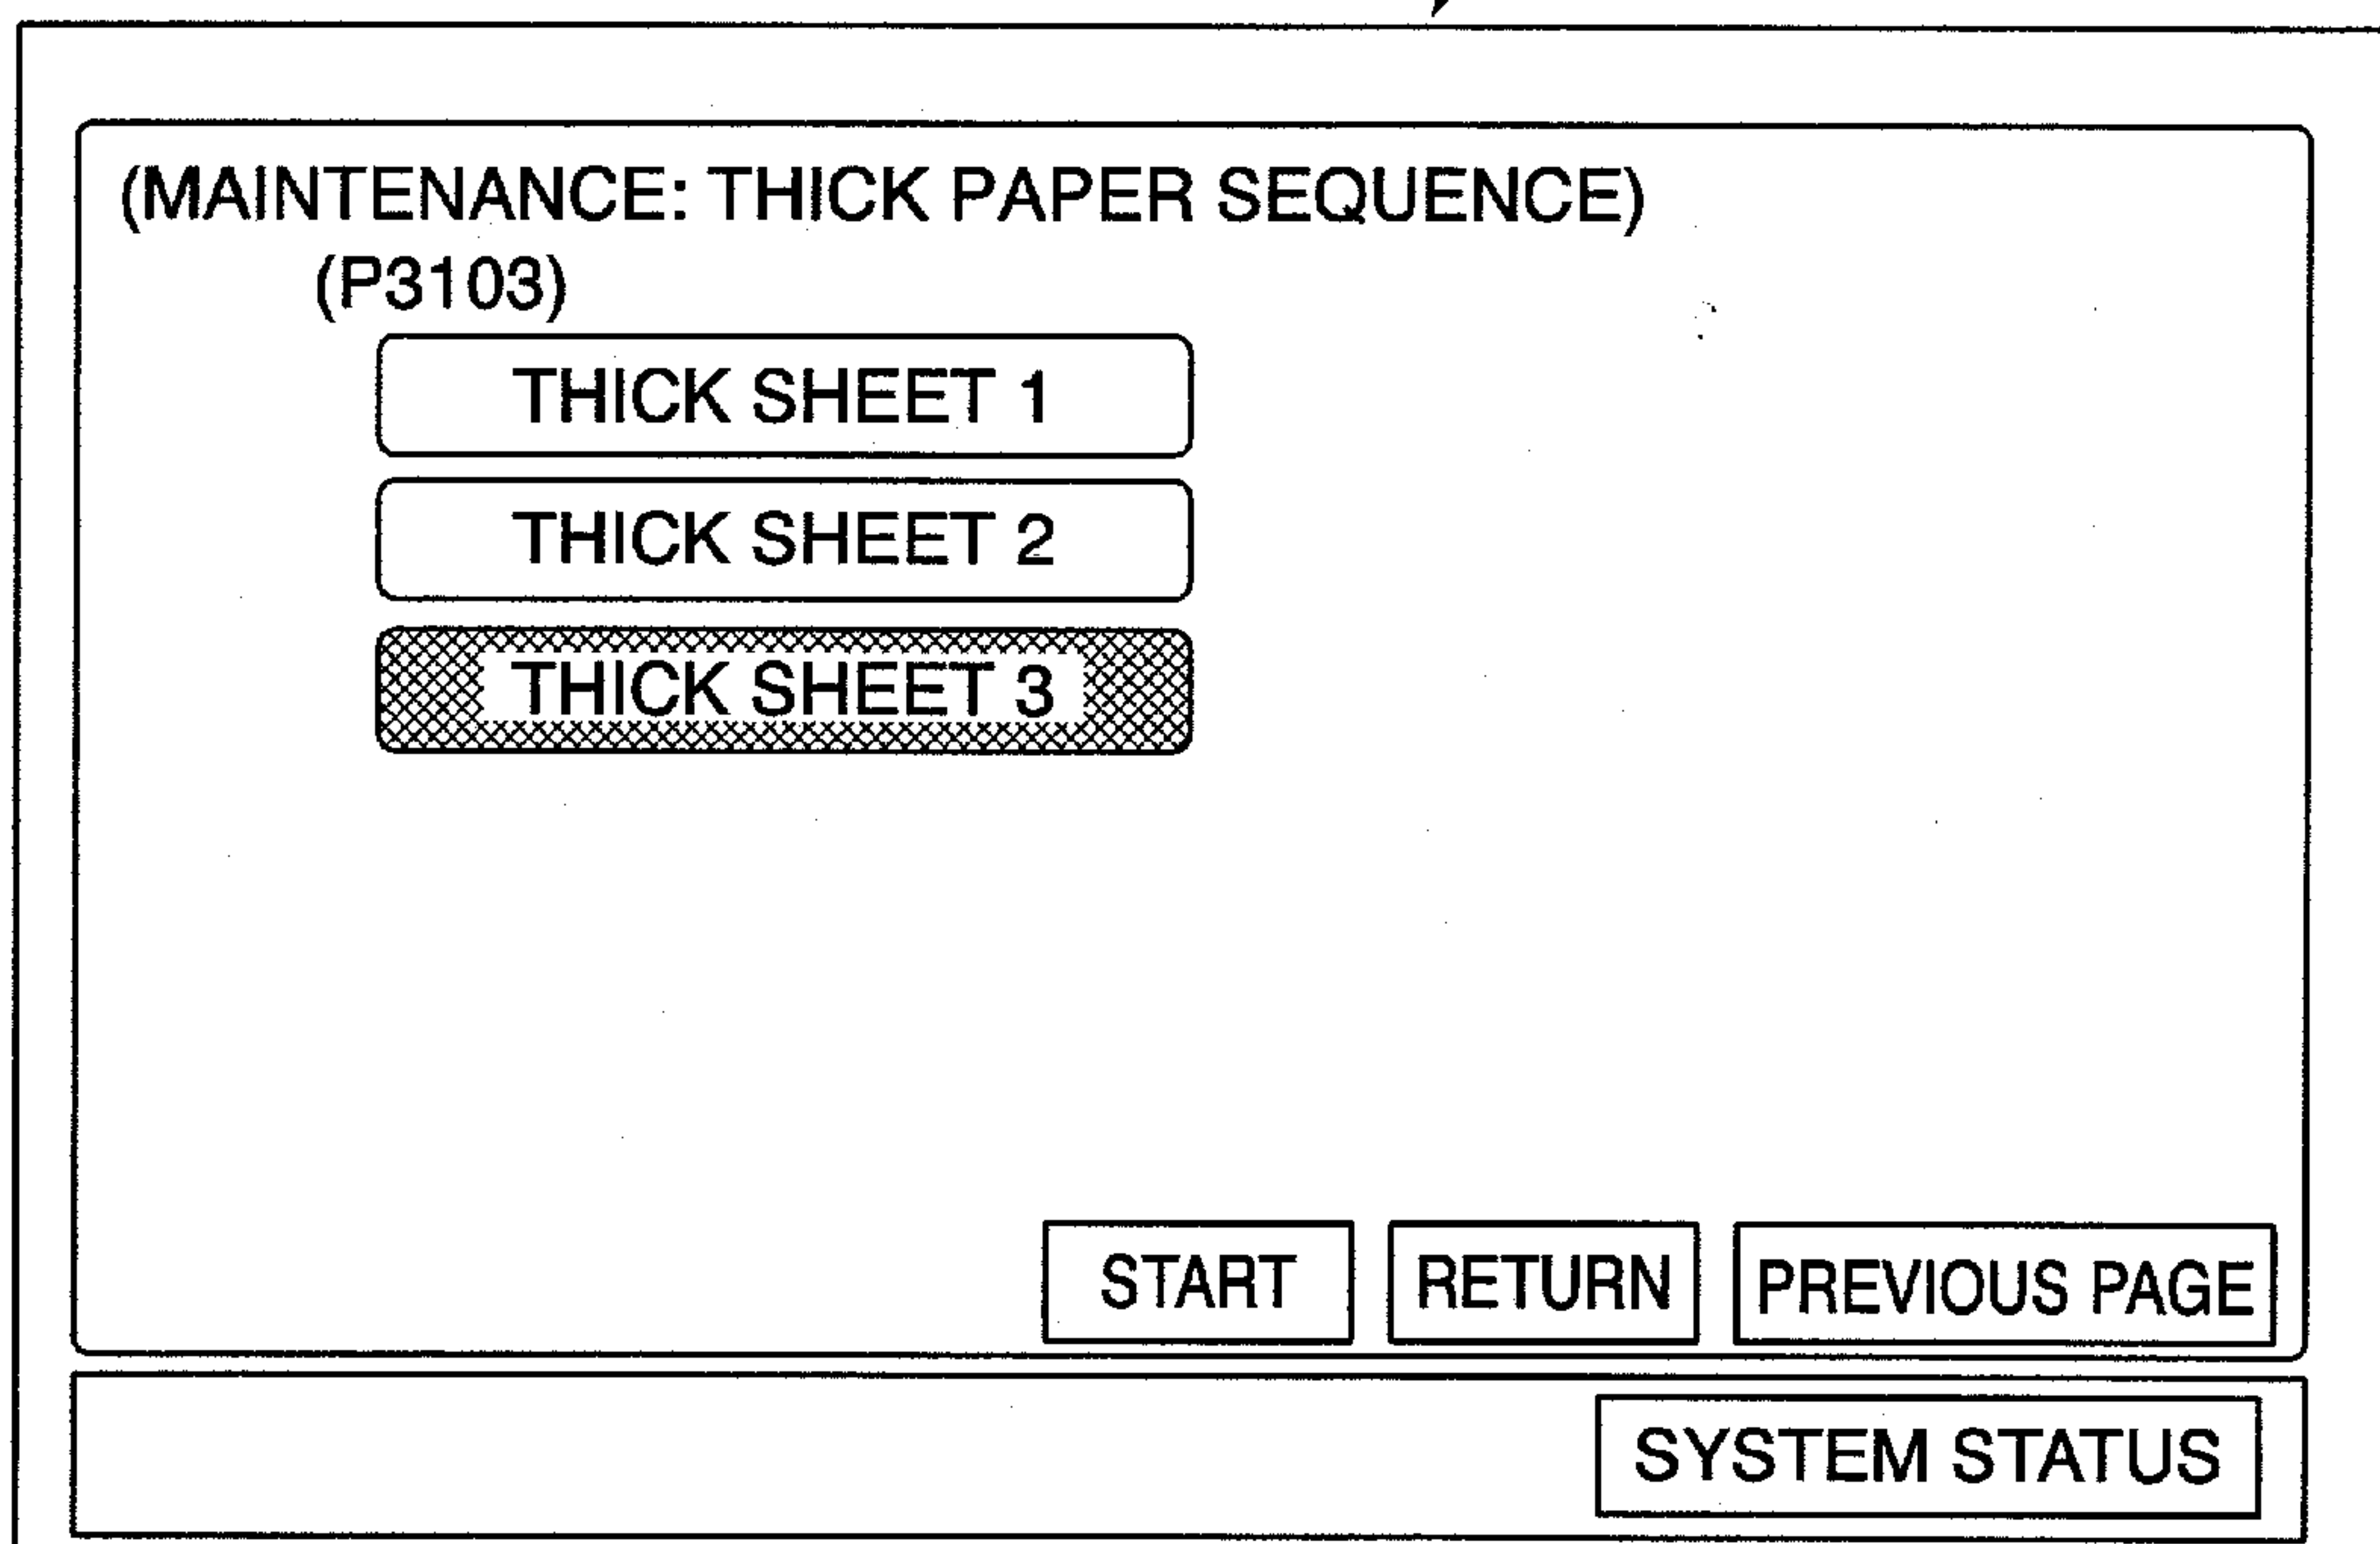 (MAINTENANCE: THICK PAPER SEQUENCE)
(P3103)
THICK SHEET 1
THICK SHEET 2
THICK SHEET 3
START RETURN PREVIOUS PAGE
SYSTEM STATUS